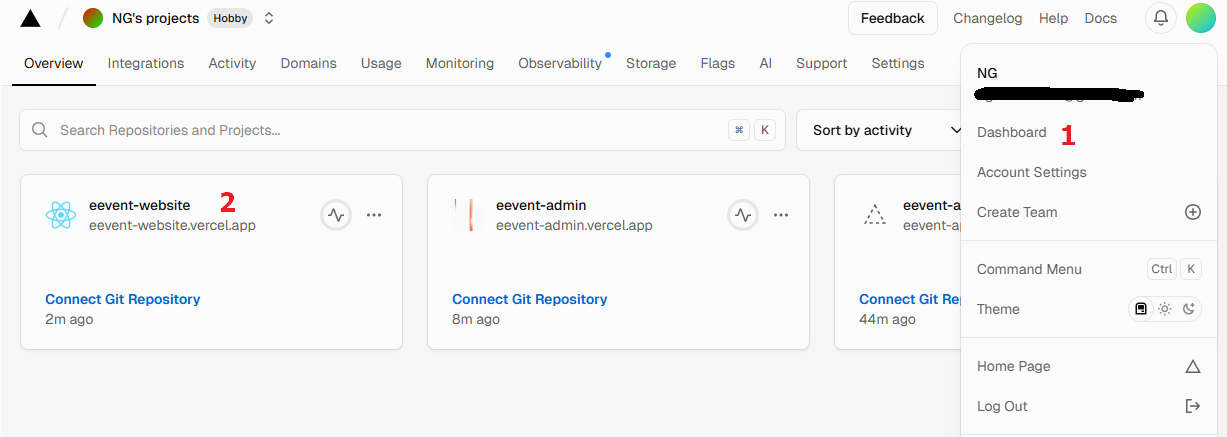 NG's projects Hobby
Feedback Changelog Help Docs
Overview Integrations Activity Domains Usage Monitoring Observability Storage Flags AI Support Settings
Search Repositories and Projects... ⌘ K
Sort by activity
eevent-website 2
eevent-website.vercel.app
Connect Git Repository
2m ago
eevent-admin
eevent-admin.vercel.app
Connect Git Repository
8m ago
eevent-a
eevent-ap
Connect Git Re
44m ago
NG
Dashboard 1
Account Settings
Create Team
Command Menu Ctrl K
Theme
Home Page
Log Out